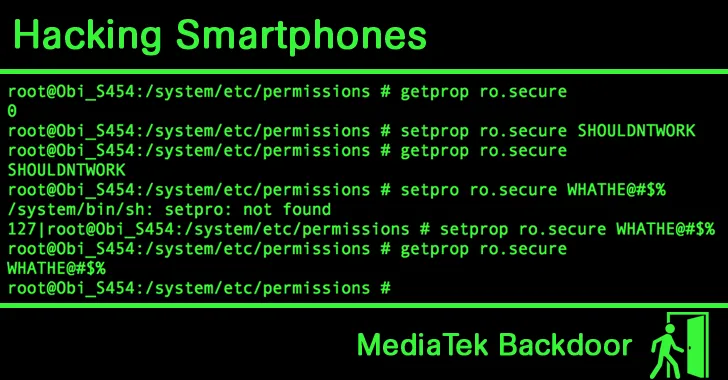 Hacking Smartphones
root@Obi_S454:/system/etc/permissions # getprop ro.secure
0
root@Obi_S454:/system/etc/permissions # setprop ro.secure SHOULDNTWORK
root@Obi_S454:/system/etc/permissions # getprop ro.secure
SHOULDNTWORK
root@Obi_S454:/system/etc/permissions # setpro ro.secure WHATHE@#$%
/system/bin/sh: setpro: not found
127|root@Obi_S454:/system/etc/permissions # setprop ro.secure WHATHE@#$%
root@Obi_S454:/system/etc/permissions # getprop ro.secure
WHATHE@#$%
root@Obi_S454:/system/etc/permissions #
MediaTek Backdoor